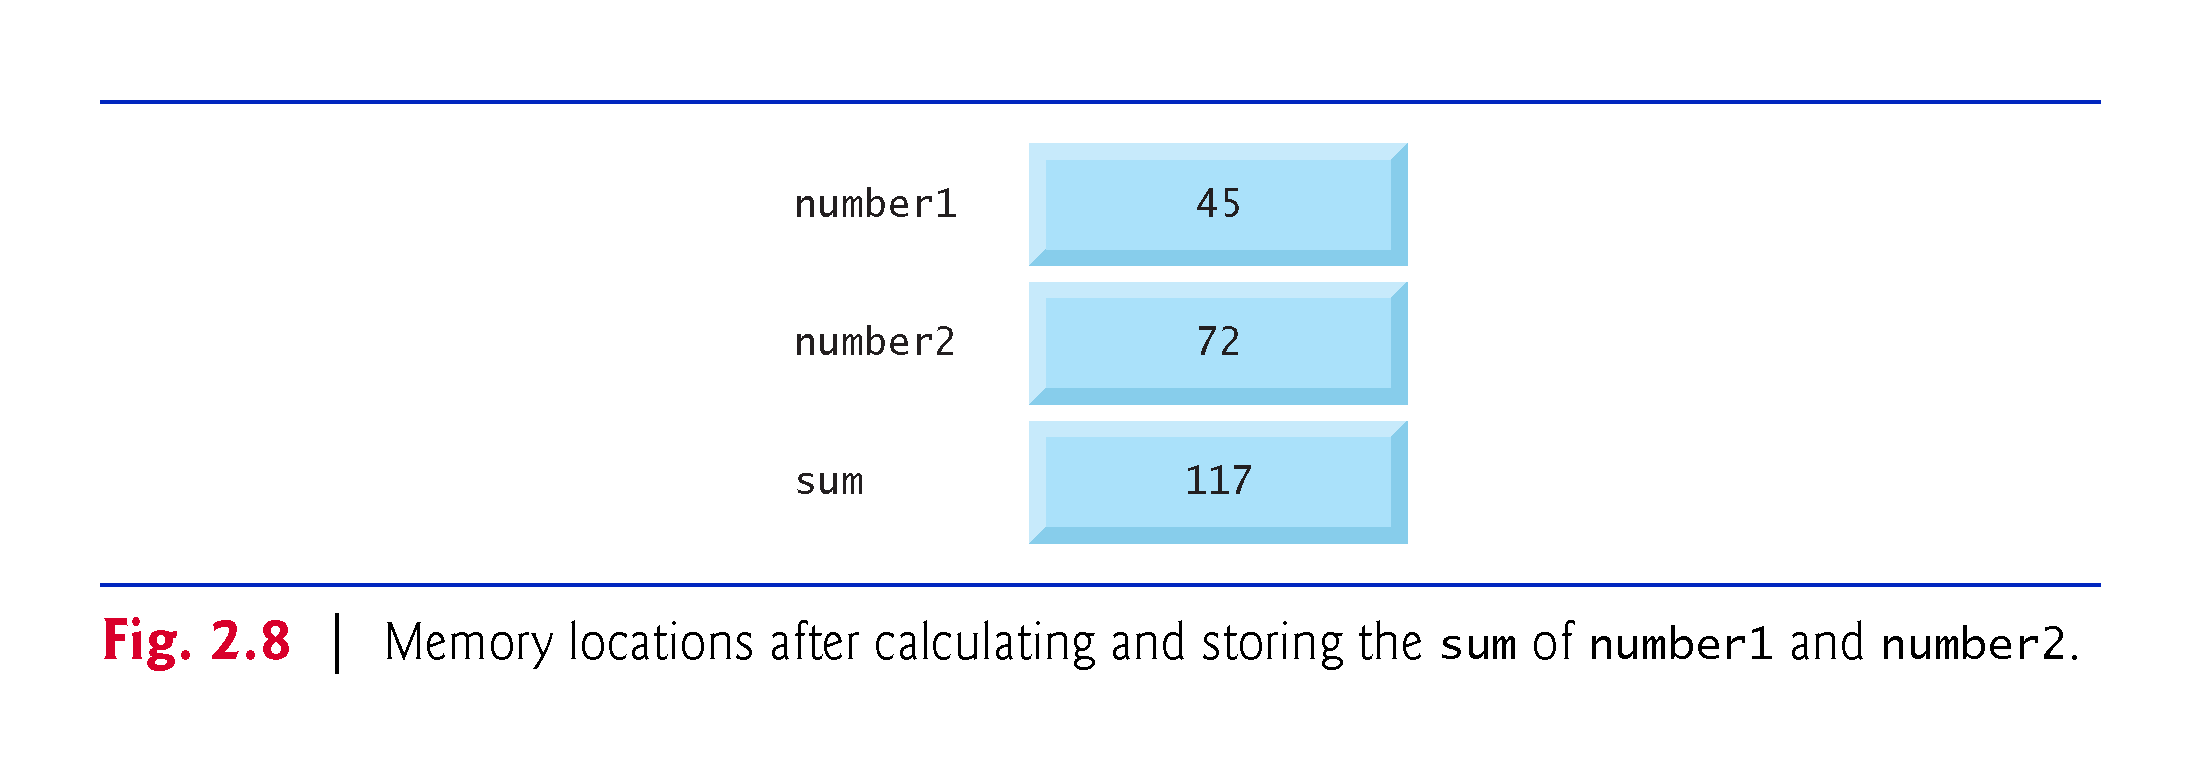 number1 45
number2 72
sum 117
Fig. 2.8 | Memory locations after calculating and storing the sum of number1 and number2.